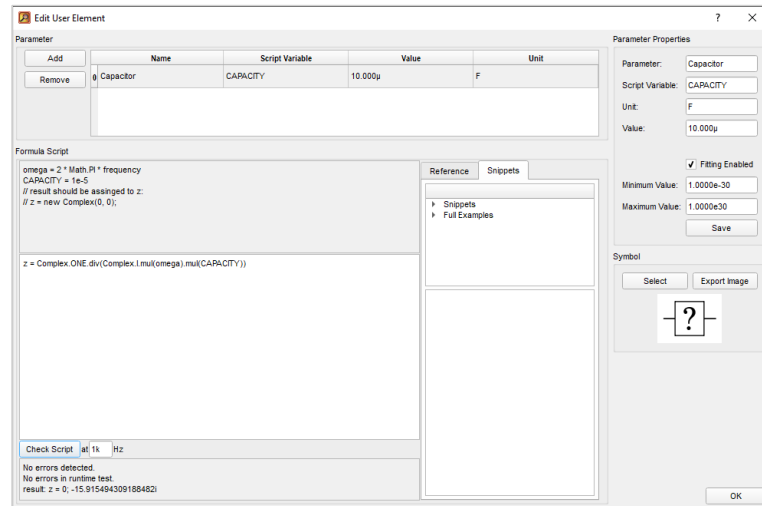 Edit User Element
? X
Parameter
Add
Remove
Name Script Variable Value Unit
0 Capacitor CAPACITY 10.000µ F
Formula Script
omega = 2 * Math.PI * frequency
CAPACITY = 1e-5
// result should be assinged to z:
// z = new Complex(0, 0);
z = Complex.ONE.div(Complex.I.mul(omega).mul(CAPACITY))
Check Script at 1k Hz
No errors detected.
No errors in runtime test.
result: z = 0; -15.915494309188482i
Reference Snippets
Snippets
Full Examples
Parameter Properties
Parameter: Capacitor
Script Variable: CAPACITY
Unit: F
Value: 10.000µ
Fitting Enabled
Minimum Value: 1.0000e-30
Maximum Value: 1.0000e30
Save
Symbol
Select Export Image
?
OK